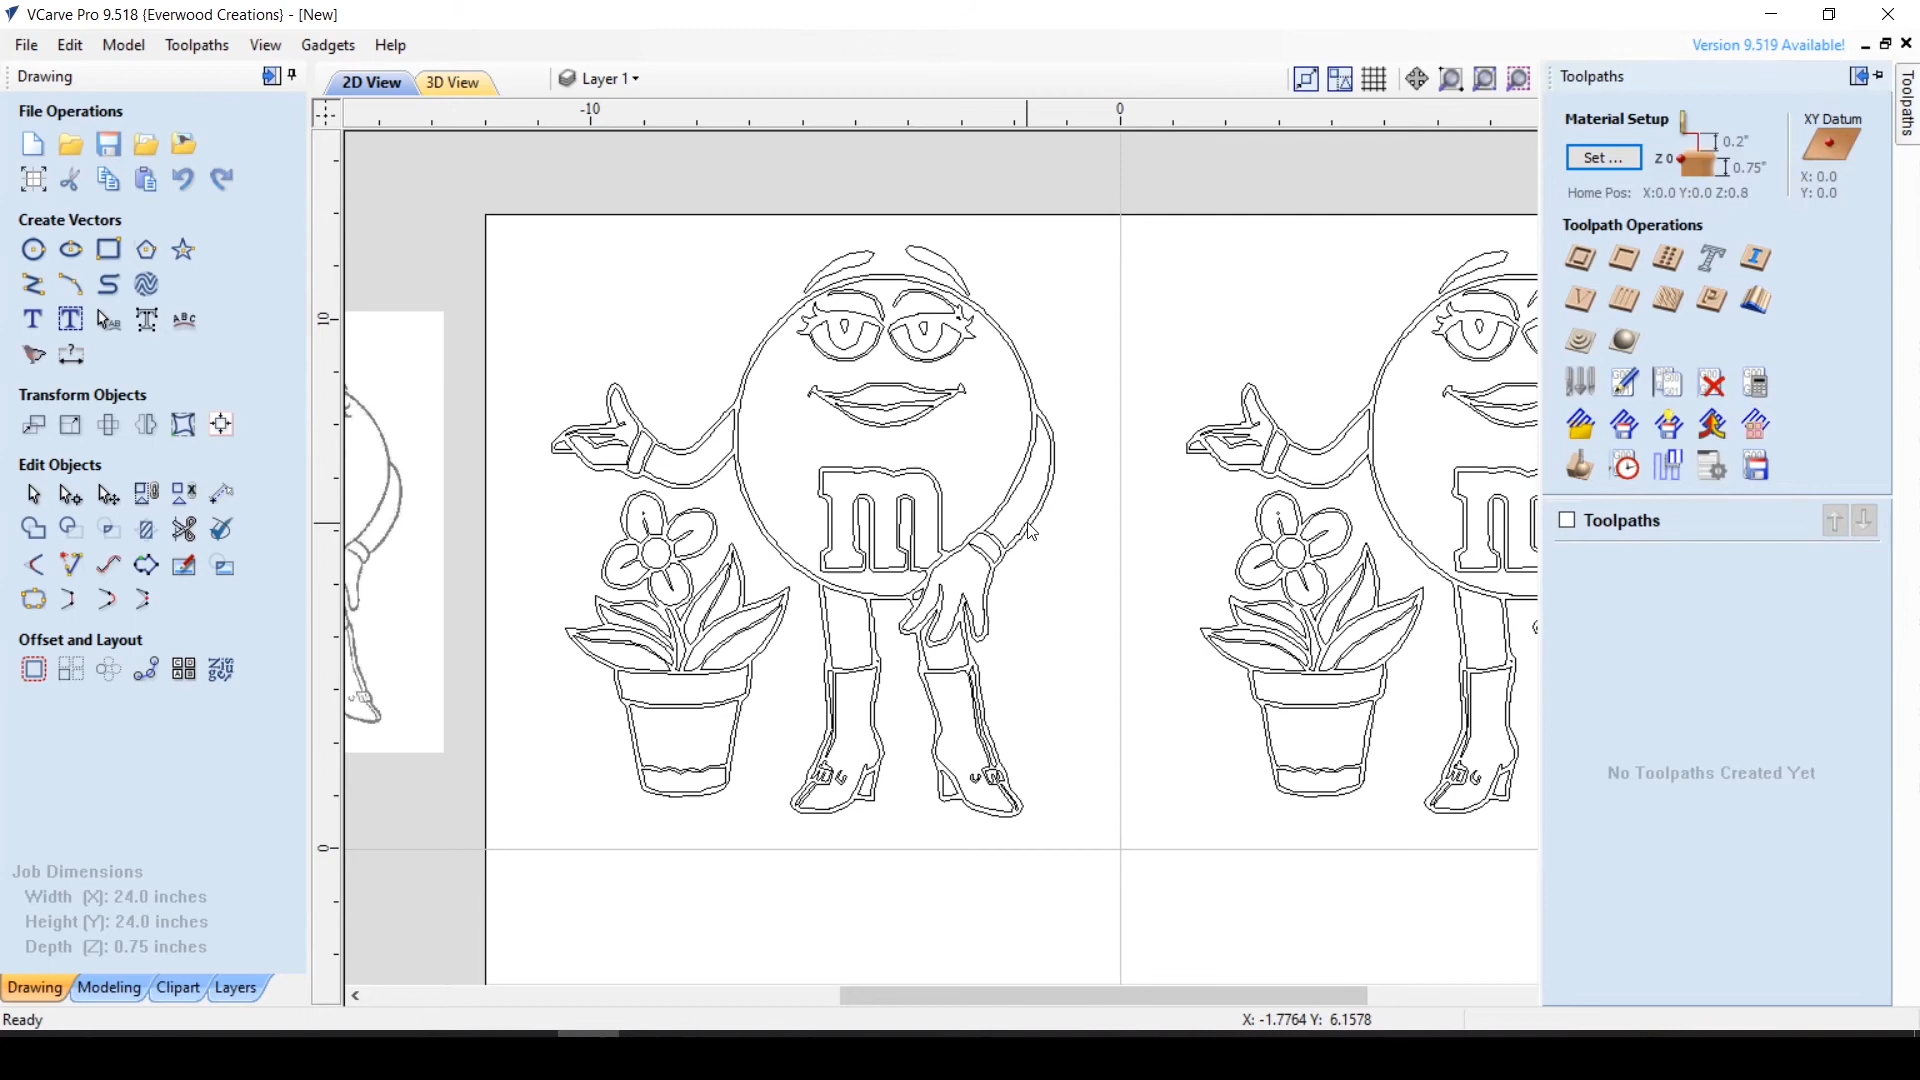 VCarve Pro 9.518 {Everwood Creations} - [New]
File Edit Model Toolpaths View Gadgets Help
Version 9.519 Available!
Drawing
File Operations
Create Vectors
Transform Objects
Edit Objects
Offset and Layout
Job Dimensions
Width (X): 24.0 inches
Height (Y): 24.0 inches
Depth (Z): 0.75 inches
Drawing Modeling Clipart Layers
Ready
2D View 3D View
Layer 1
-10 0
10
0
m
m
X: -1.7764 Y: 6.1578
Toolpaths
Toolpaths
Material Setup
Set ...
Z 0
0.2"
0.75"
Home Pos: X:0.0 Y:0.0 Z:0.8
XY Datum
X: 0.0
Y: 0.0
Toolpath Operations
Toolpaths
No Toolpaths Created Yet